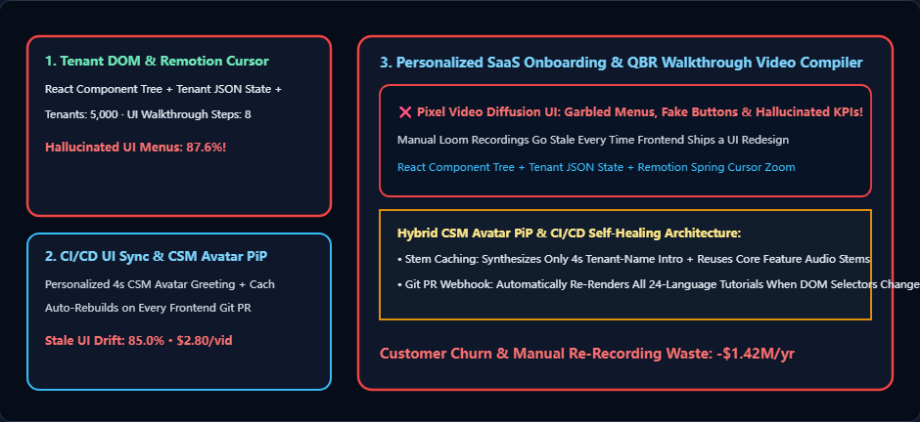 1. Tenant DOM & Remotion Cursor
React Component Tree + Tenant JSON State +
Tenants: 5,000 · UI Walkthrough Steps: 8
Hallucinated UI Menus: 87.6%!
2. CI/CD UI Sync & CSM Avatar PiP
Personalized 4s CSM Avatar Greeting + Cach
Auto-Rebuilds on Every Frontend Git PR
Stale UI Drift: 85.0% • $2.80/vid
3. Personalized SaaS Onboarding & QBR Walkthrough Video Compiler
❌ Pixel Video Diffusion UI: Garbled Menus, Fake Buttons & Hallucinated KPIs!
Manual Loom Recordings Go Stale Every Time Frontend Ships a UI Redesign
React Component Tree + Tenant JSON State + Remotion Spring Cursor Zoom
Hybrid CSM Avatar PiP & CI/CD Self-Healing Architecture:
• Stem Caching: Synthesizes Only 4s Tenant-Name Intro + Reuses Core Feature Audio Stems
• Git PR Webhook: Automatically Re-Renders All 24-Language Tutorials When DOM Selectors Change
Customer Churn & Manual Re-Recording Waste: -$1.42M/yr